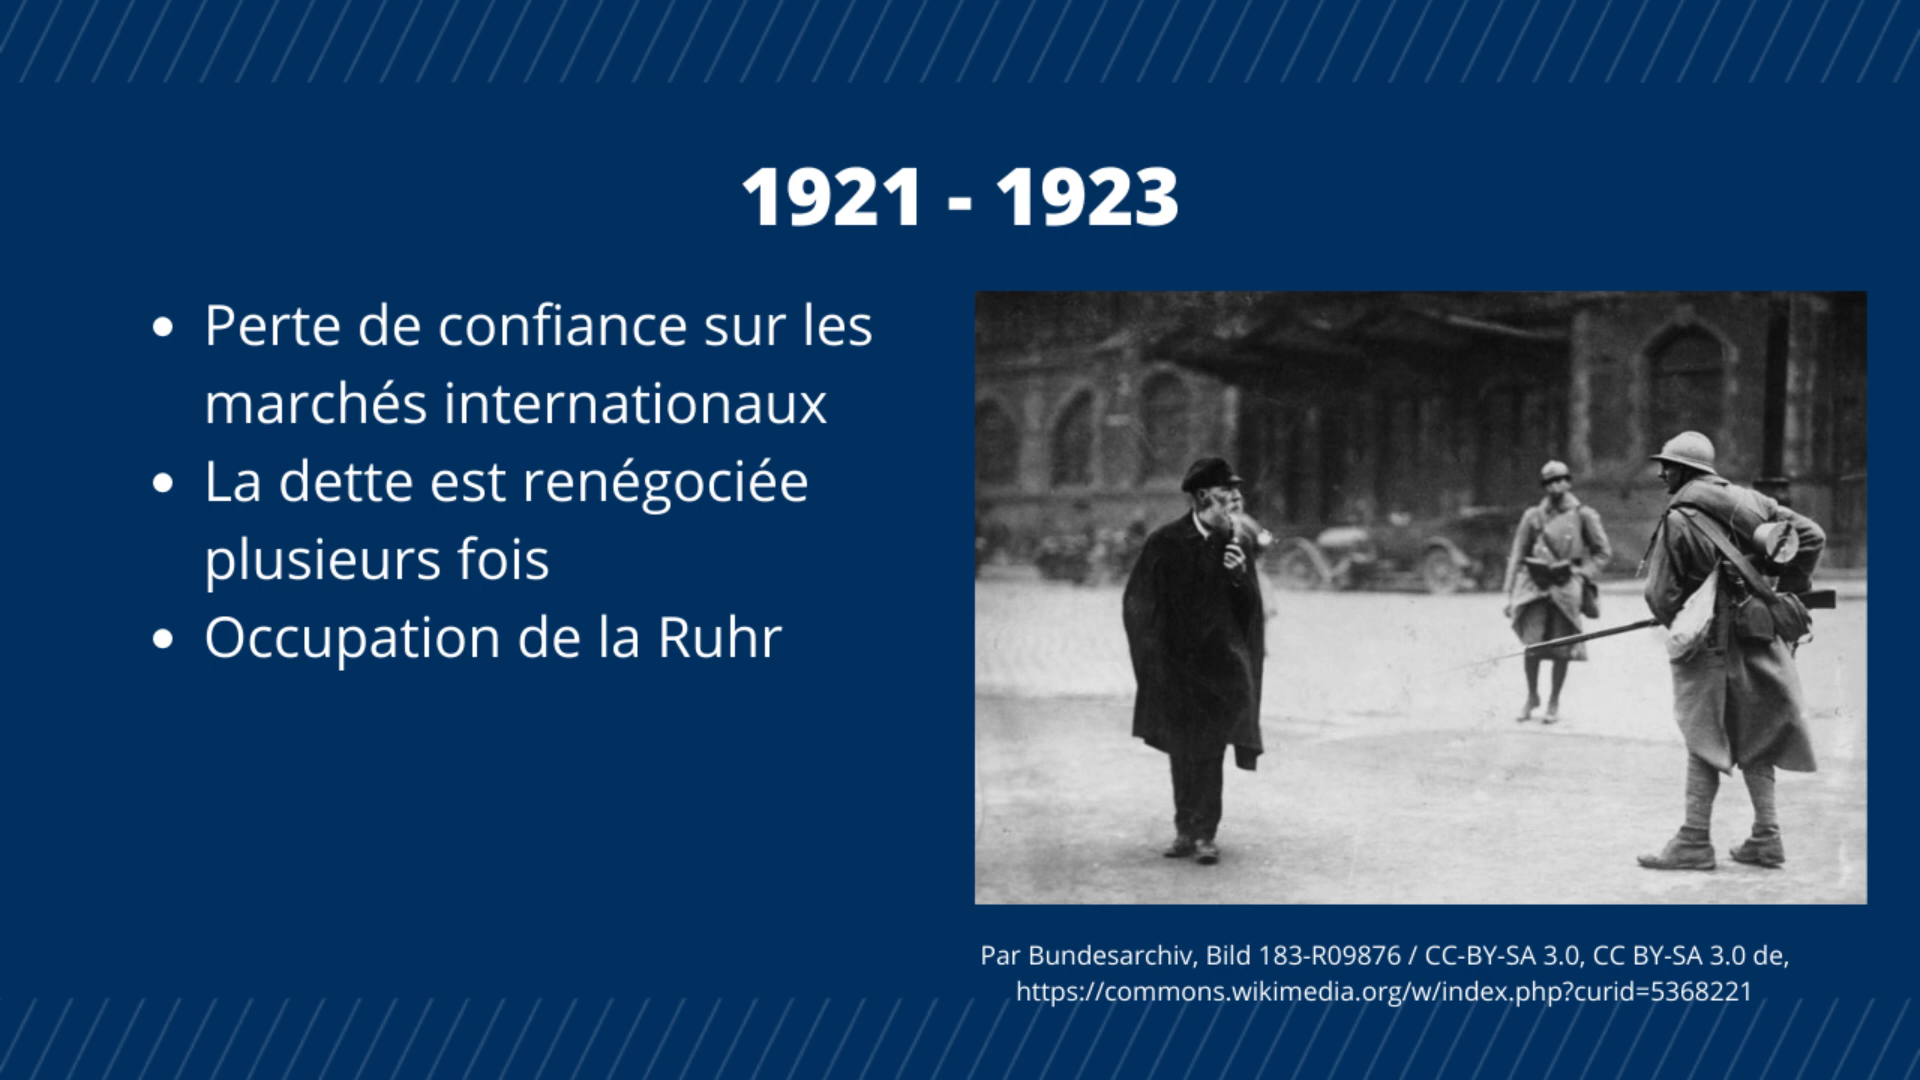 1921 - 1923
• Perte de confiance sur les
marchés internationaux
• La dette est renégociée
plusieurs fois
• Occupation de la Ruhr
Par Bundesarchiv, Bild 183-R09876 / CC-BY-SA 3.0, CC BY-SA 3.0 de,
https://commons.wikimedia.org/w/index.php?curid=5368221